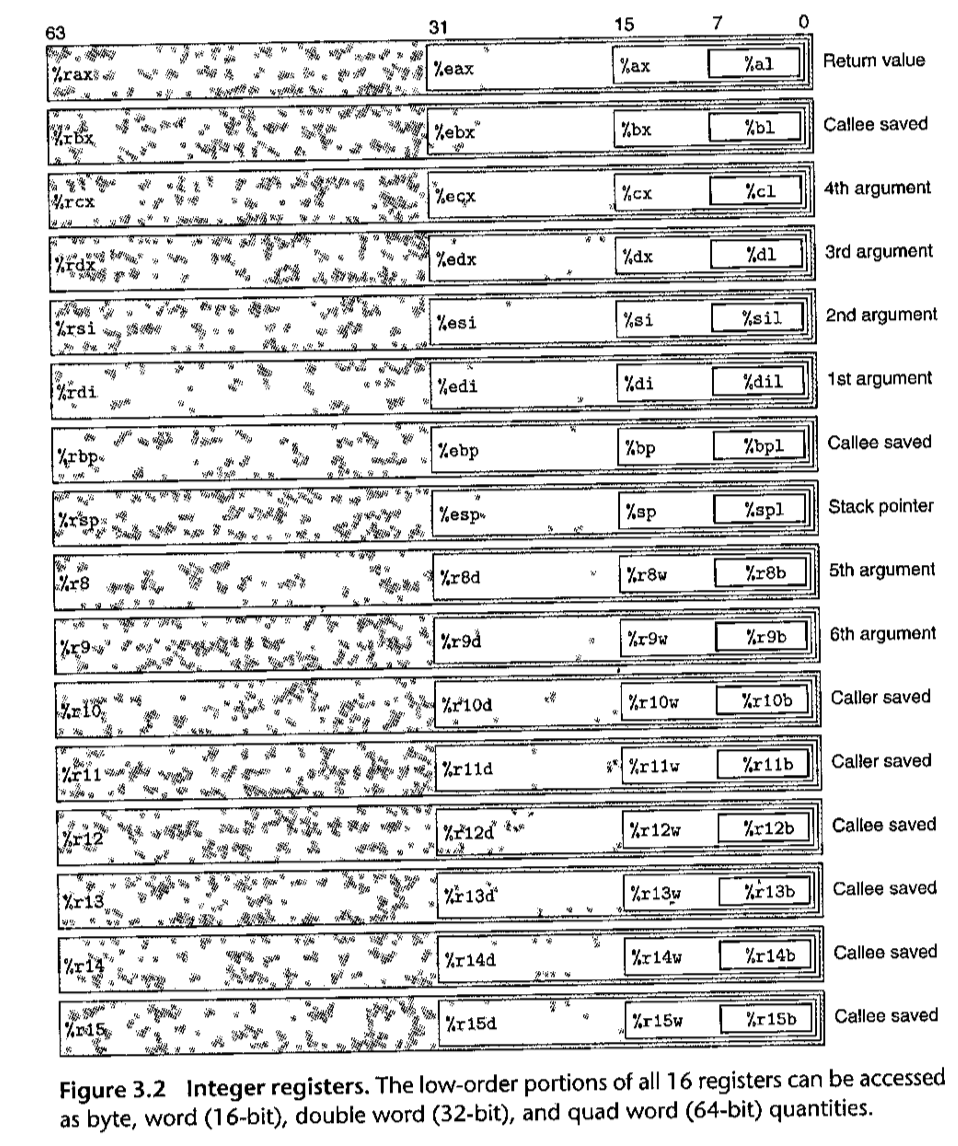 63 31 15 7 0
%rax %eax %ax %al Return value
%rbx %ebx %bx %bl Callee saved
%rcx %ecx %cx %cl 4th argument
%rdx %edx %dx %dl 3rd argument
%rsi %esi %si %sil 2nd argument
%rdi %edi %di %dil 1st argument
%rbp %ebp %bp %bpl Callee saved
%rsp %esp %sp %spl Stack pointer
%r8 %r8d %r8w %r8b 5th argument
%r9 %r9d %r9w %r9b 6th argument
%r10 %r10d %r10w %r10b Caller saved
%r11 %r11d %r11w %r11b Caller saved
%r12 %r12d %r12w %r12b Callee saved
%r13 %r13d %r13w %r13b Callee saved
%r14 %r14d %r14w %r14b Callee saved
%r15 %r15d %r15w %r15b Callee saved
Figure 3.2 Integer registers. The low-order portions of all 16 registers can be accessed
as byte, word (16-bit), double word (32-bit), and quad word (64-bit) quantities.